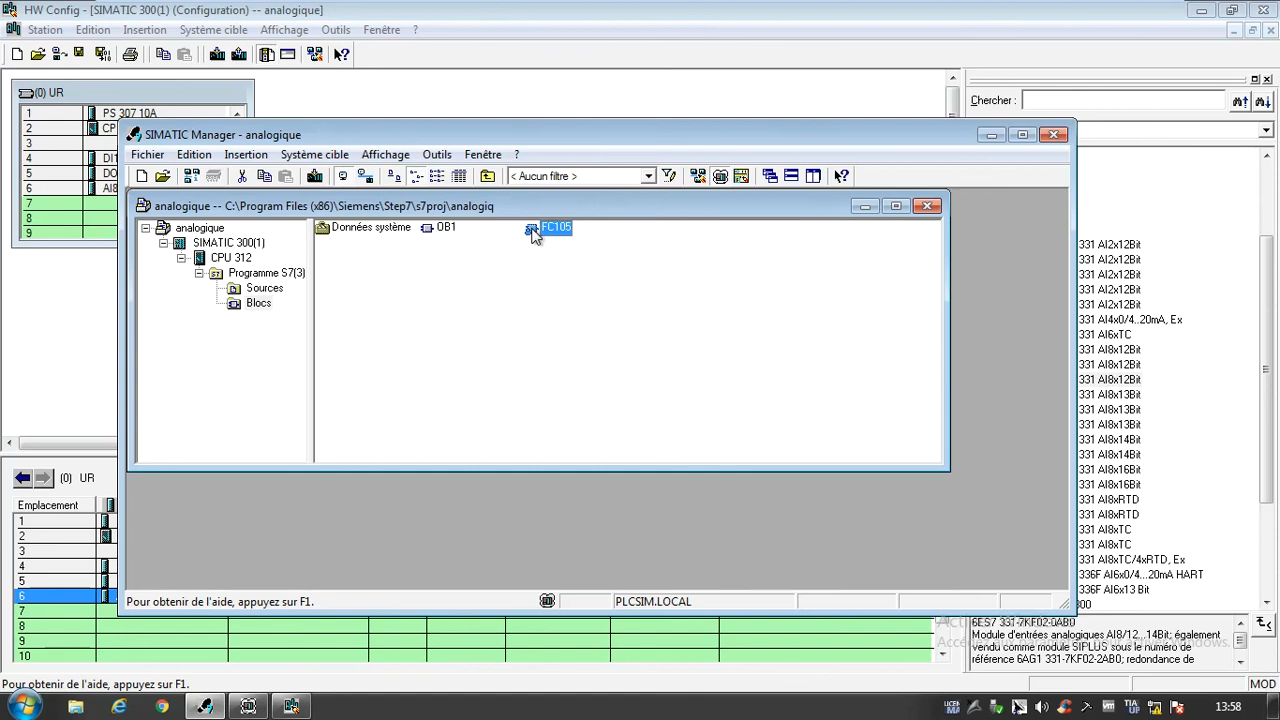 HW Config - [SIMATIC 300(1) (Configuration) -- analogique]
Station Edition Insertion Système cible Affichage Outils Fenêtre ?
(0) UR
1 PS 307 10A
2 CP
3
4 DI1
5 DO
6 AI8
7
8
9
Chercher :
SIMATIC Manager - analogique
Fichier Edition Insertion Système cible Affichage Outils Fenêtre ?
< Aucun filtre >
analogique -- C:\Program Files (x86)\Siemens\Step7\s7proj\analogiq
analogique
SIMATIC 300(1)
CPU 312
Programme S7(3)
Sources
Blocs
Données système OB1 FC105
Pour obtenir de l'aide, appuyez sur F1. PLCSIM.LOCAL
331 AI2x12Bit
331 AI2x12Bit
331 AI2x12Bit
331 AI2x12Bit
331 AI2x12Bit
331 AI4x0/4..20mA, Ex
331 AI6xTC
331 AI8x12Bit
331 AI8x12Bit
331 AI8x12Bit
331 AI8x13Bit
331 AI8x13Bit
331 AI8x14Bit
331 AI8x14Bit
331 AI8x16Bit
331 AI8x16Bit
331 AI8xRTD
331 AI8xRTD
331 AI8xTC
331 AI8xTC
331 AI8xTC/4xRTD, Ex
336F AI6x0/4..20mA HART
336F AI6x13 Bit
300
6ES7 331-7KF02-0AB0
Module d'entrées analogiques AI8/12...14Bit; également
vendu comme module SIPLUS sous le numéro de
référence 6AG1 331-7KF02-2AB0; redondance de
(0) UR
Emplacement
1
2
3
4
5
6
7
8
9
10
Pour obtenir de l'aide, appuyez sur F1. MOD
TIA
UP
13:58